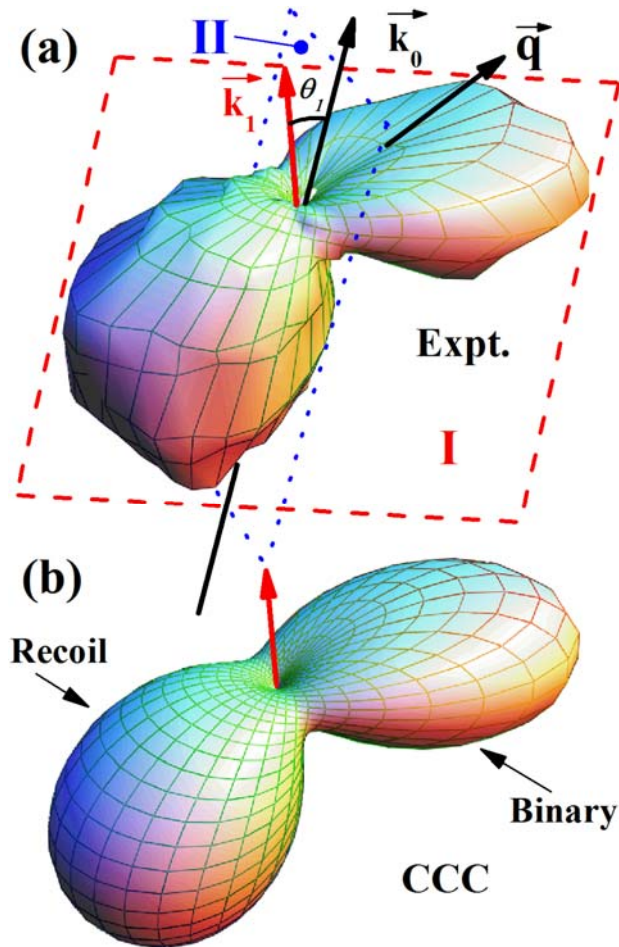 (a)
II
k₀
q
k₁
θ₁
Expt.
I
(b)
Recoil
Binary
CCC